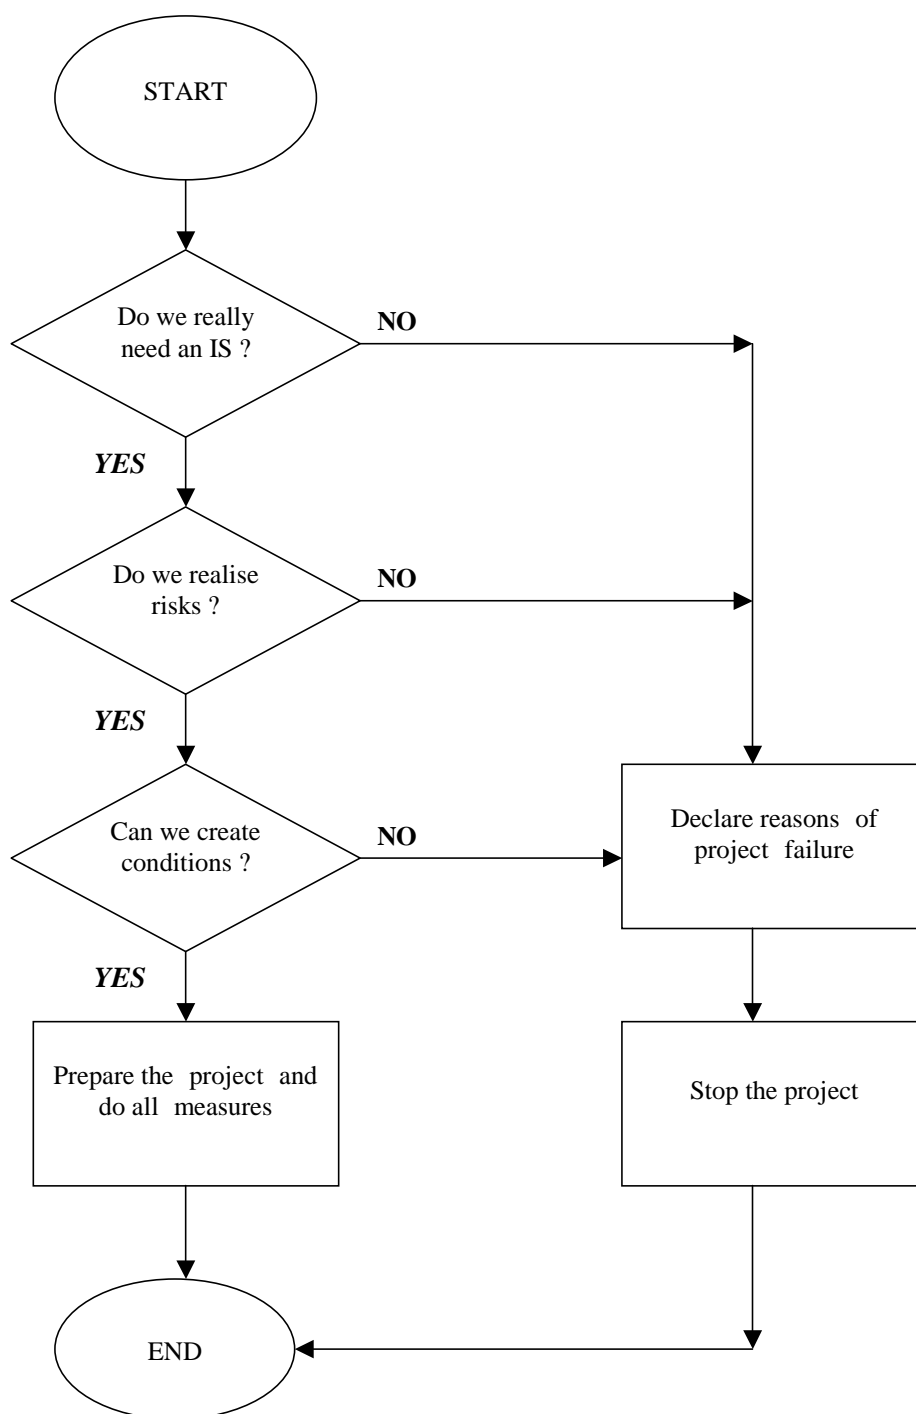 START
Do we really
need an IS ?
NO
YES
Do we realise
risks ?
NO
YES
Can we create
conditions ?
NO
Declare reasons of
project failure
YES
Prepare the project and
do all measures
Stop the project
END